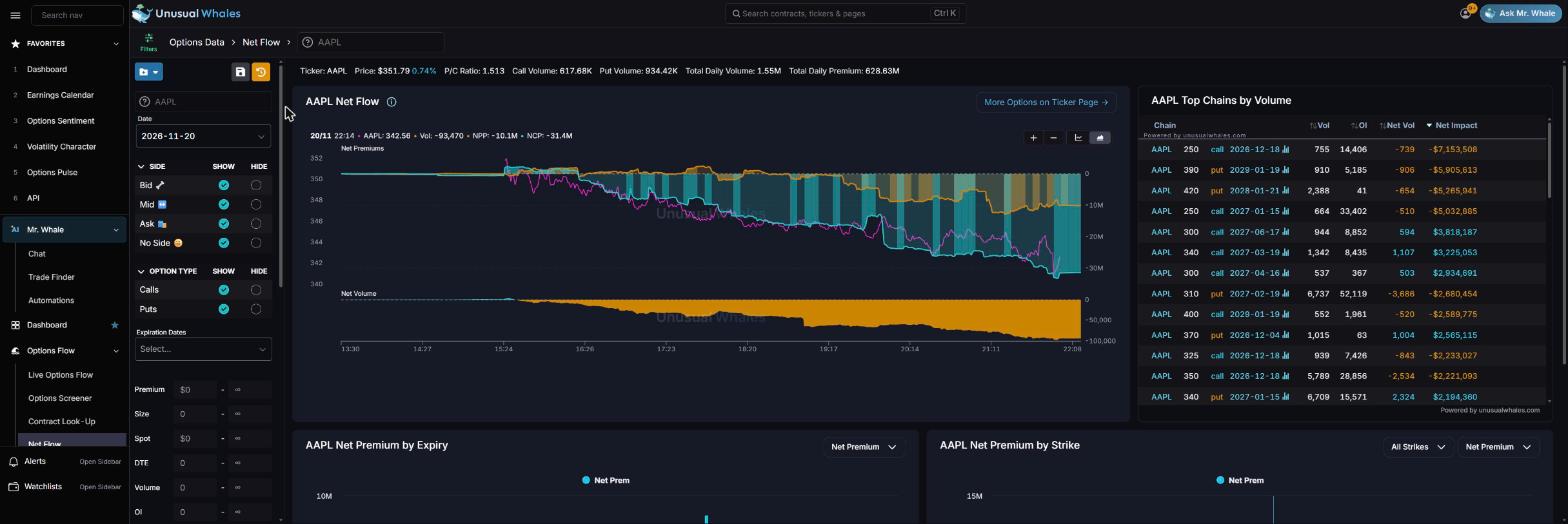 Search nav
Unusual Whales
Search contracts, tickers & pages
Ctrl K
9+
Ask Mr. Whale
FAVORITES
1 Dashboard
2 Earnings Calendar
3 Options Sentiment
4 Volatility Character
5 Options Pulse
6 API
Mr. Whale
Chat
Trade Finder
Automations
Dashboard
Options Flow
Live Options Flow
Options Screener
Contract Look-Up
Net Flow
Alerts Open Sidebar
Watchlists Open Sidebar
Filters
Options Data > Net Flow > AAPL
AAPL
Date
2026-11-20
SIDE SHOW HIDE
Bid
Mid
Ask
No Side
OPTION TYPE SHOW HIDE
Calls
Puts
Expiration Dates
Select...
Premium $0 - ∞
Size 0 - ∞
Spot $0 - ∞
DTE 0 - ∞
Volume 0 - ∞
OI 0 - ∞
Ticker: AAPL Price: $351.79 0.74% P/C Ratio: 1.513 Call Volume: 617.68K Put Volume: 934.42K Total Daily Volume: 1.55M Total Daily Premium: 628.63M
AAPL Net Flow
More Options on Ticker Page →
20/11 22:14 • AAPL: 342.56 • Vol: -93,470 • NPP: -10.1M • NCP: -31.4M
Net Premiums
352
350
348
346
344
342
340
0
-10M
-20M
-30M
Unusual Whales
Net Volume
0
-50,000
-100,000
Unusual Whales
13:30 14:27 15:24 16:26 17:23 18:20 19:17 20:14 21:11 22:08
AAPL Top Chains by Volume
Chain Vol OI Net Vol Net Impact
Powered by unusualwhales.com
AAPL 250 call 2026-12-18 755 14,406 -739 -$7,153,508
AAPL 390 put 2029-01-19 910 5,185 -906 -$5,905,613
AAPL 420 put 2028-01-21 2,388 41 -654 -$5,265,941
AAPL 250 call 2027-01-15 664 33,402 -510 -$5,032,885
AAPL 300 call 2027-06-17 944 8,852 594 $3,818,187
AAPL 340 call 2027-03-19 1,342 8,435 1,107 $3,225,053
AAPL 300 call 2027-04-16 537 367 503 $2,934,691
AAPL 310 put 2027-02-19 6,737 52,119 -3,686 -$2,680,454
AAPL 400 call 2029-01-19 552 1,961 -520 -$2,589,775
AAPL 370 put 2026-12-04 1,015 63 1,004 $2,565,115
AAPL 325 call 2026-12-18 939 7,426 -843 -$2,233,027
AAPL 350 call 2026-12-18 5,789 28,856 -2,534 -$2,221,093
AAPL 340 put 2027-01-15 6,709 15,571 2,324 $2,194,360
Powered by unusualwhales.com
AAPL Net Premium by Expiry
Net Premium
Net Prem
10M
AAPL Net Premium by Strike
All Strikes
Net Premium
Net Prem
15M